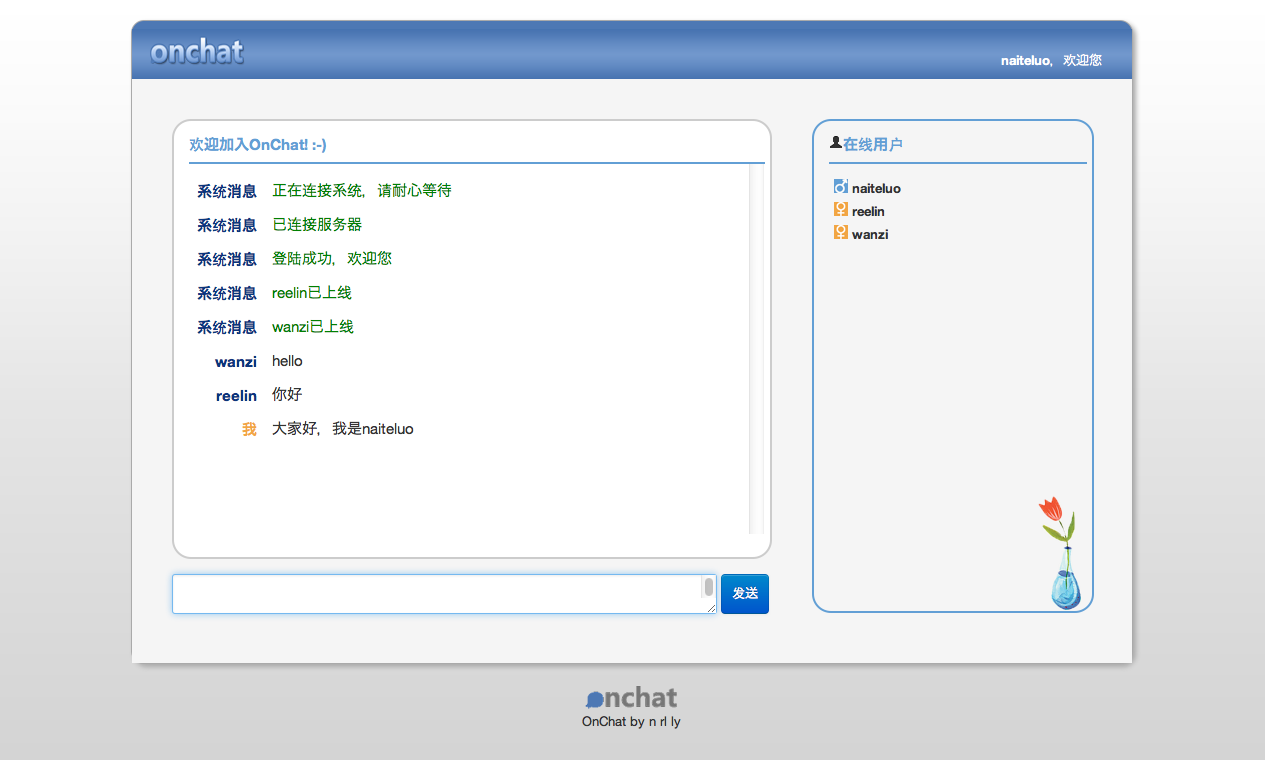 onchat
naiteluo，欢迎您
欢迎加入OnChat! :-)
系统消息 正在连接系统，请耐心等待
系统消息 已连接服务器
系统消息 登陆成功，欢迎您
系统消息 reelin已上线
系统消息 wanzi已上线
wanzi hello
reelin 你好
我 大家好，我是naiteluo
发送
在线用户
naiteluo
reelin
wanzi
onchat
OnChat by n rl ly